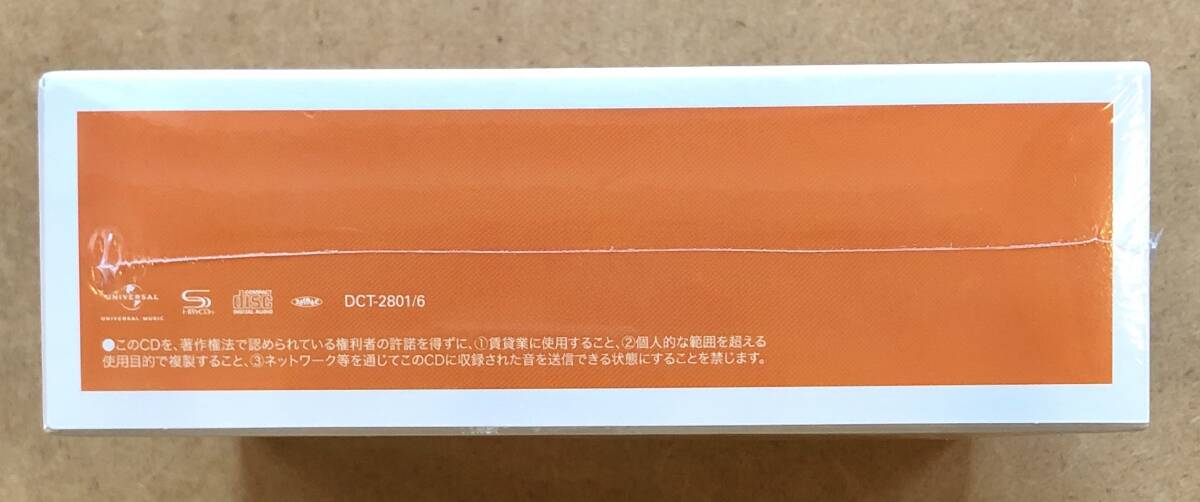 UNIVERSAL
UNIVERSAL MUSIC
SHM-CD
COMPACT
disc
DIGITAL AUDIO
DCT-2801/6
●このCDを、著作権法で認められている権利者の許諾を得ずに、①賃貸業に使用すること、②個人的な範囲を超える
使用目的で複製すること、③ネットワーク等を通じてこのCDに収録された音を送信できる状態にすることを禁じます。